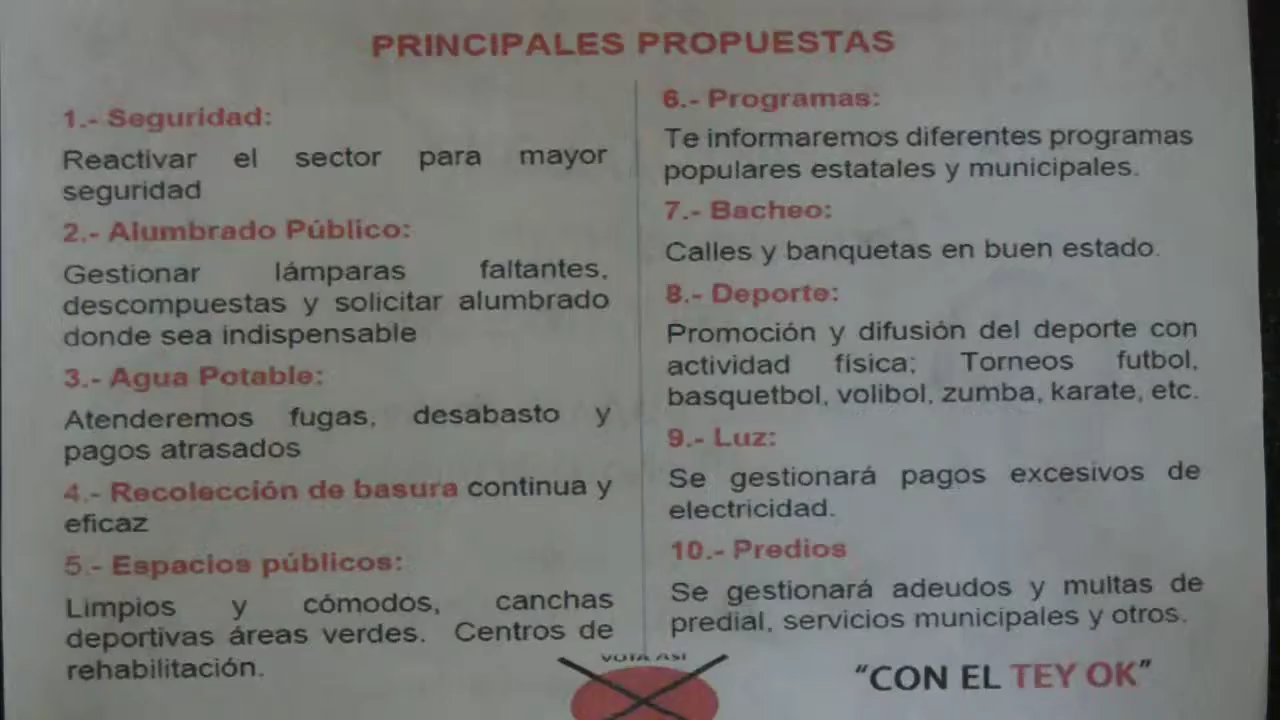 PRINCIPALES PROPUESTAS
1.- Seguridad:
Reactivar el sector para mayor
seguridad
2.- Alumbrado Público:
Gestionar lámparas faltantes,
descompuestas y solicitar alumbrado
donde sea indispensable
3.- Agua Potable:
Atenderemos fugas, desabasto y
pagos atrasados
4.- Recolección de basura continua y
eficaz
5.- Espacios públicos:
Limpios y cómodos, canchas
deportivas áreas verdes. Centros de
rehabilitación.
6.- Programas:
Te informaremos diferentes programas
populares estatales y municipales.
7.- Bacheo:
Calles y banquetas en buen estado.
8.- Deporte:
Promoción y difusión del deporte con
actividad física; Torneos futbol,
basquetbol, volibol, zumba, karate, etc.
9.- Luz:
Se gestionará pagos excesivos de
electricidad.
10.- Predios
Se gestionará adeudos y multas de
predial, servicios municipales y otros.
VOTA ASI
“CON EL TEY OK”